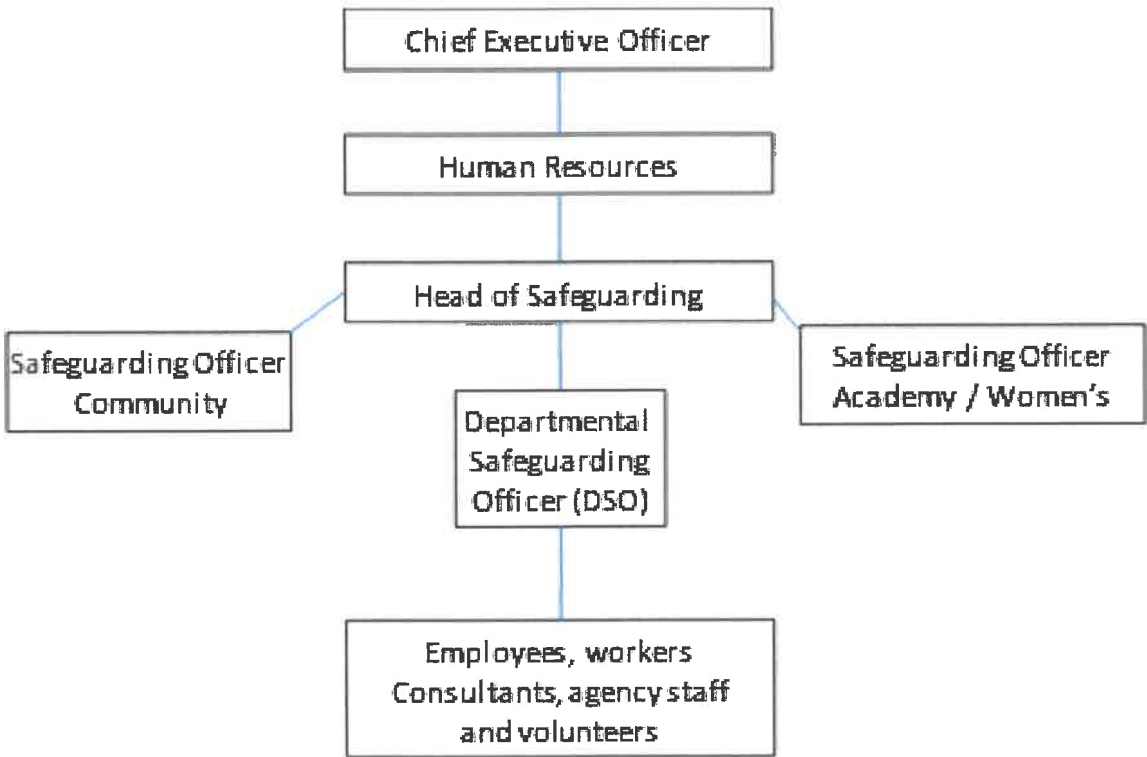 Chief Executive Officer
Human Resources
Head of Safeguarding
Safeguarding Officer
Community
Safeguarding Officer
Academy / Women's
Departmental
Safeguarding
Officer (DSO)
Employees, workers
Consultants, agency staff
and volunteers